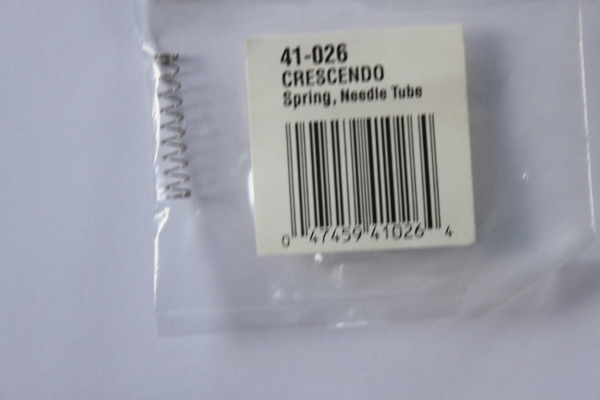 41-026
CRESCENDO
Spring, Needle Tube
0 47459 41026 4